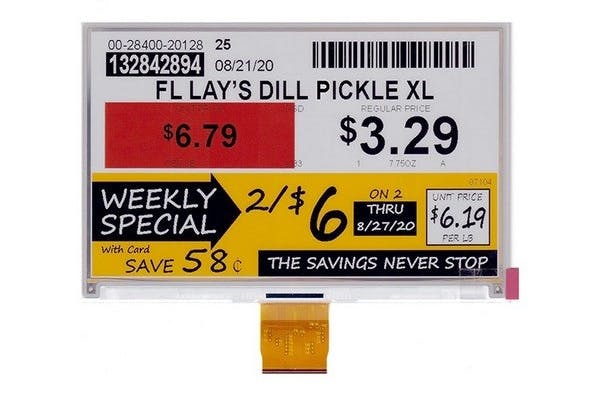 00-28400-20128 25
132842894 08/21/20
FL LAY'S DILL PICKLE XL
REGULAR PRICE
$6.79
$3.29
1 7.75OZ A
07104
WEEKLY SPECIAL
2/$6
ON 2
THRU
8/27/20
UNIT PRICE
$6.19
PER LB
With Card
SAVE 58¢
THE SAVINGS NEVER STOP